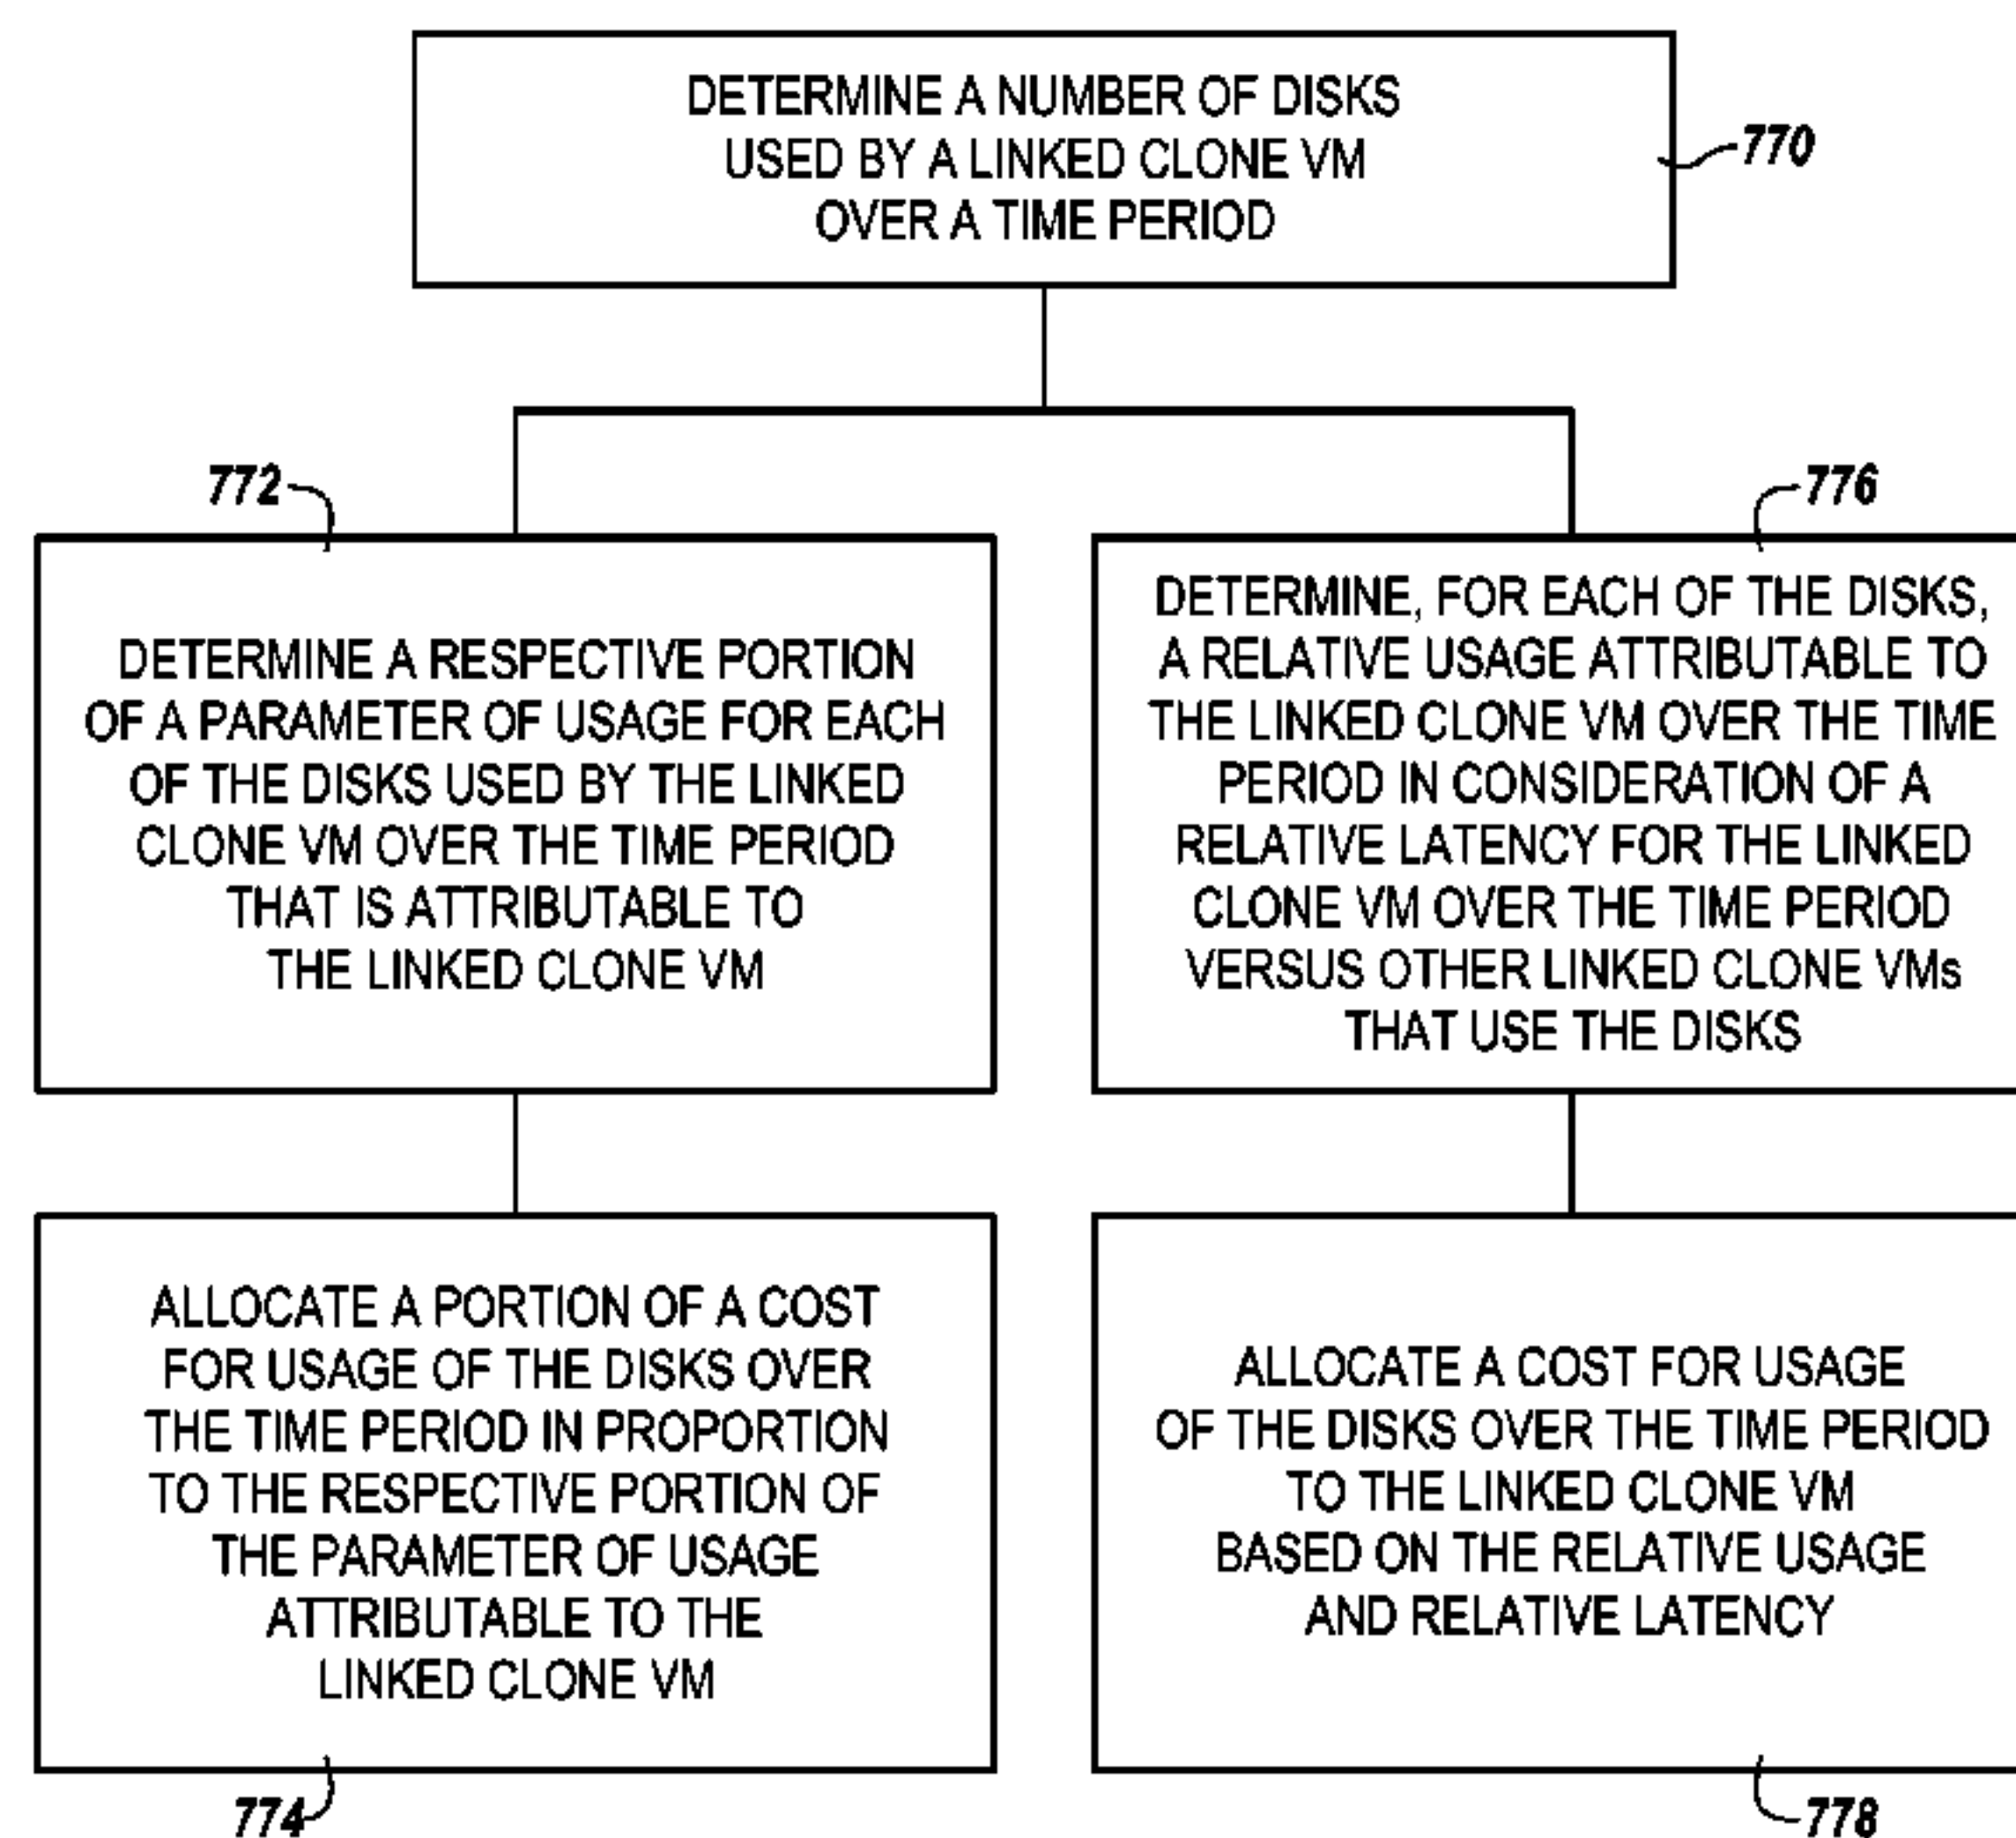 DETERMINE A NUMBER OF DISKS
USED BY A LINKED CLONE VM
OVER A TIME PERIOD
770
772
DETERMINE A RESPECTIVE PORTION
OF A PARAMETER OF USAGE FOR EACH
OF THE DISKS USED BY THE LINKED
CLONE VM OVER THE TIME PERIOD
THAT IS ATTRIBUTABLE TO
THE LINKED CLONE VM
776
DETERMINE, FOR EACH OF THE DISKS,
A RELATIVE USAGE ATTRIBUTABLE TO
THE LINKED CLONE VM OVER THE TIME
PERIOD IN CONSIDERATION OF A
RELATIVE LATENCY FOR THE LINKED
CLONE VM OVER THE TIME PERIOD
VERSUS OTHER LINKED CLONE VMs
THAT USE THE DISKS
ALLOCATE A PORTION OF A COST
FOR USAGE OF THE DISKS OVER
THE TIME PERIOD IN PROPORTION
TO THE RESPECTIVE PORTION OF
THE PARAMETER OF USAGE
ATTRIBUTABLE TO THE
LINKED CLONE VM
774
ALLOCATE A COST FOR USAGE
OF THE DISKS OVER THE TIME PERIOD
TO THE LINKED CLONE VM
BASED ON THE RELATIVE USAGE
AND RELATIVE LATENCY
778